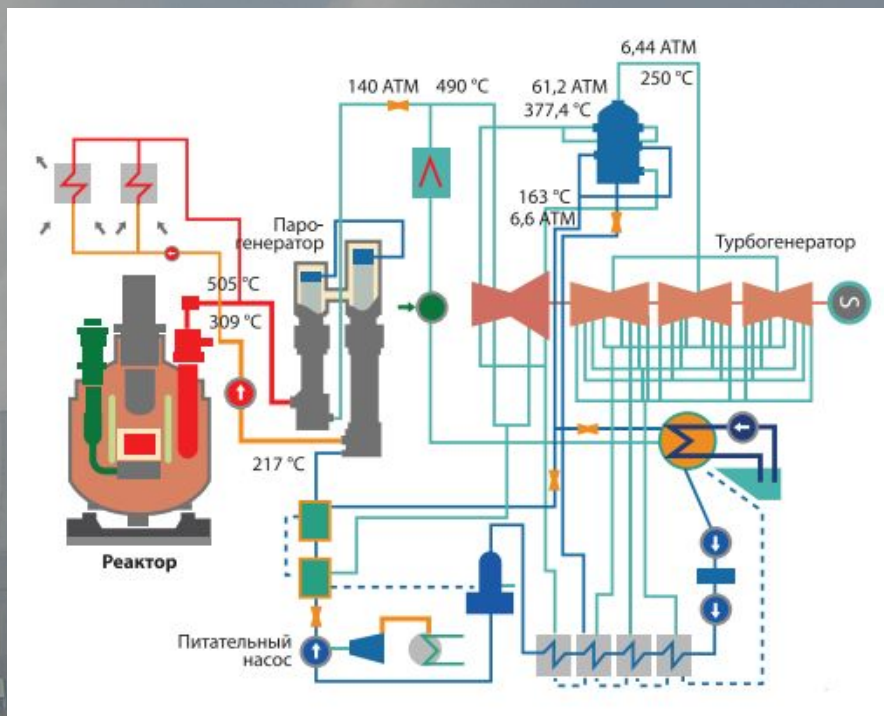 6,44 АТМ
250 °C
140 АТМ
490 °C
61,2 АТМ
377,4 °C
163 °C
6,6 АТМ
Паро-
генератор
Турбогенератор
505 °C
309 °C
217 °C
Реактор
Питательный
насос